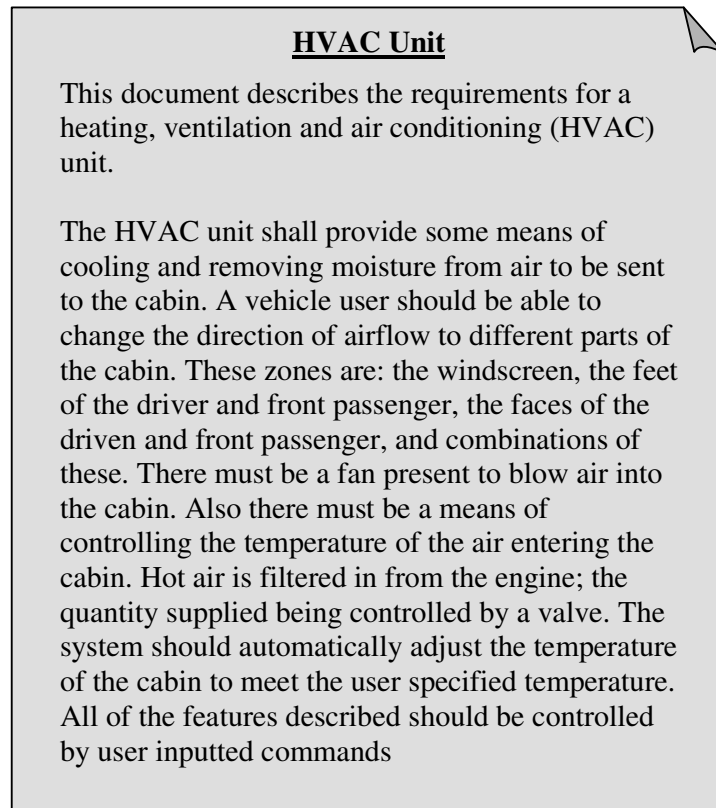 HVAC Unit
This document describes the requirements for a
heating, ventilation and air conditioning (HVAC)
unit.
The HVAC unit shall provide some means of
cooling and removing moisture from air to be sent
to the cabin. A vehicle user should be able to
change the direction of airflow to different parts of
the cabin. These zones are: the windscreen, the feet
of the driver and front passenger, the faces of the
driven and front passenger, and combinations of
these. There must be a fan present to blow air into
the cabin. Also there must be a means of
controlling the temperature of the air entering the
cabin. Hot air is filtered in from the engine; the
quantity supplied being controlled by a valve. The
system should automatically adjust the temperature
of the cabin to meet the user specified temperature.
All of the features described should be controlled
by user inputted commands